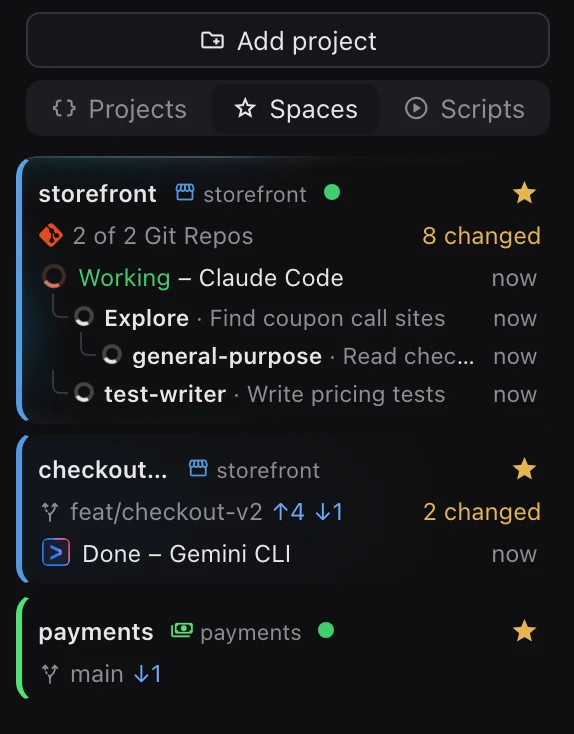 Add project
Projects Spaces Scripts
storefront storefront
2 of 2 Git Repos 8 changed
Working – Claude Code now
Explore · Find coupon call sites now
general-purpose · Read chec... now
test-writer · Write pricing tests now
checkout... storefront
feat/checkout-v2 ↑4 ↓1 2 changed
Done – Gemini CLI now
payments payments
main ↓1